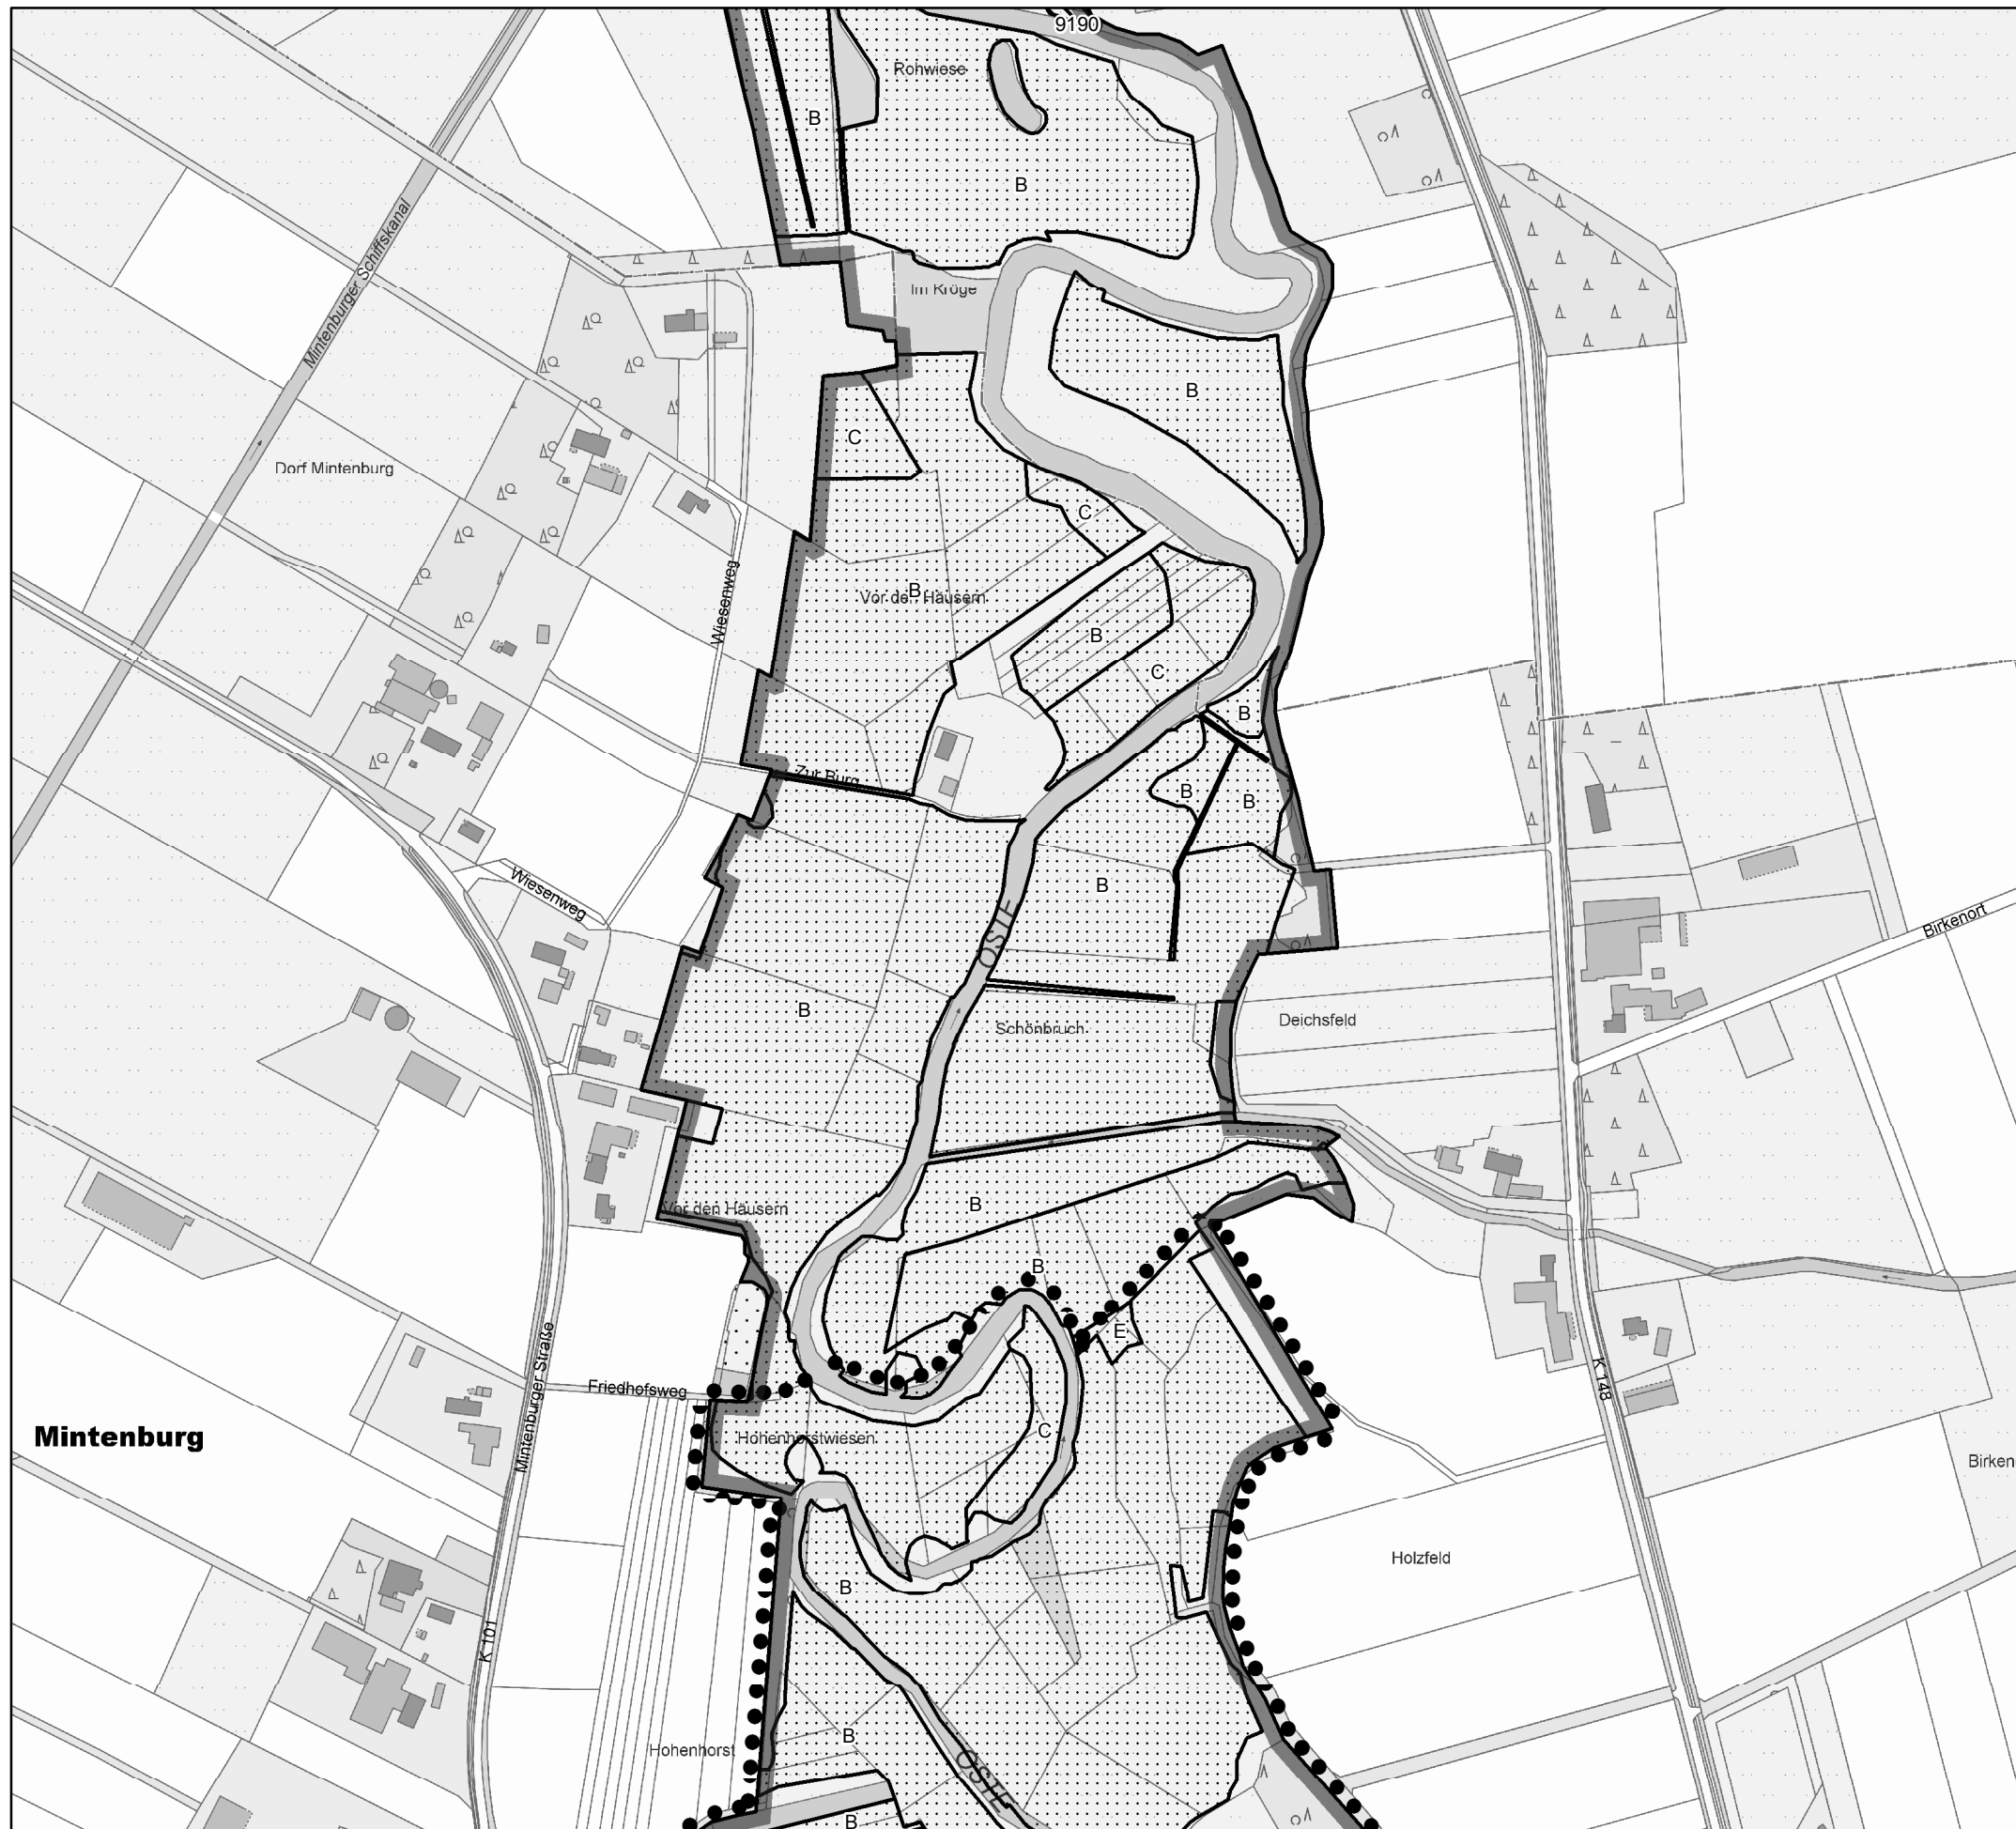 9190
Rohwiese
B
B
Mintenburger Schiffskanal
Im Kröge
B
C
Dorf Mintenburg
C
Wiesenweg
B
Vor den Häusern
B
C
B
Zur Burg
B
B
B
Wiesenweg
Birkenort
OSTE
B
Schönbruch
Deichsfeld
B
Vor den Häusern
B
E
Mintenburger Straße
Friedhofsweg
K 148
Mintenburg
Hohenhorstwiesen
C
Birken
Holzfeld
B
K 101
B
Hohenhorst
OSTE
B